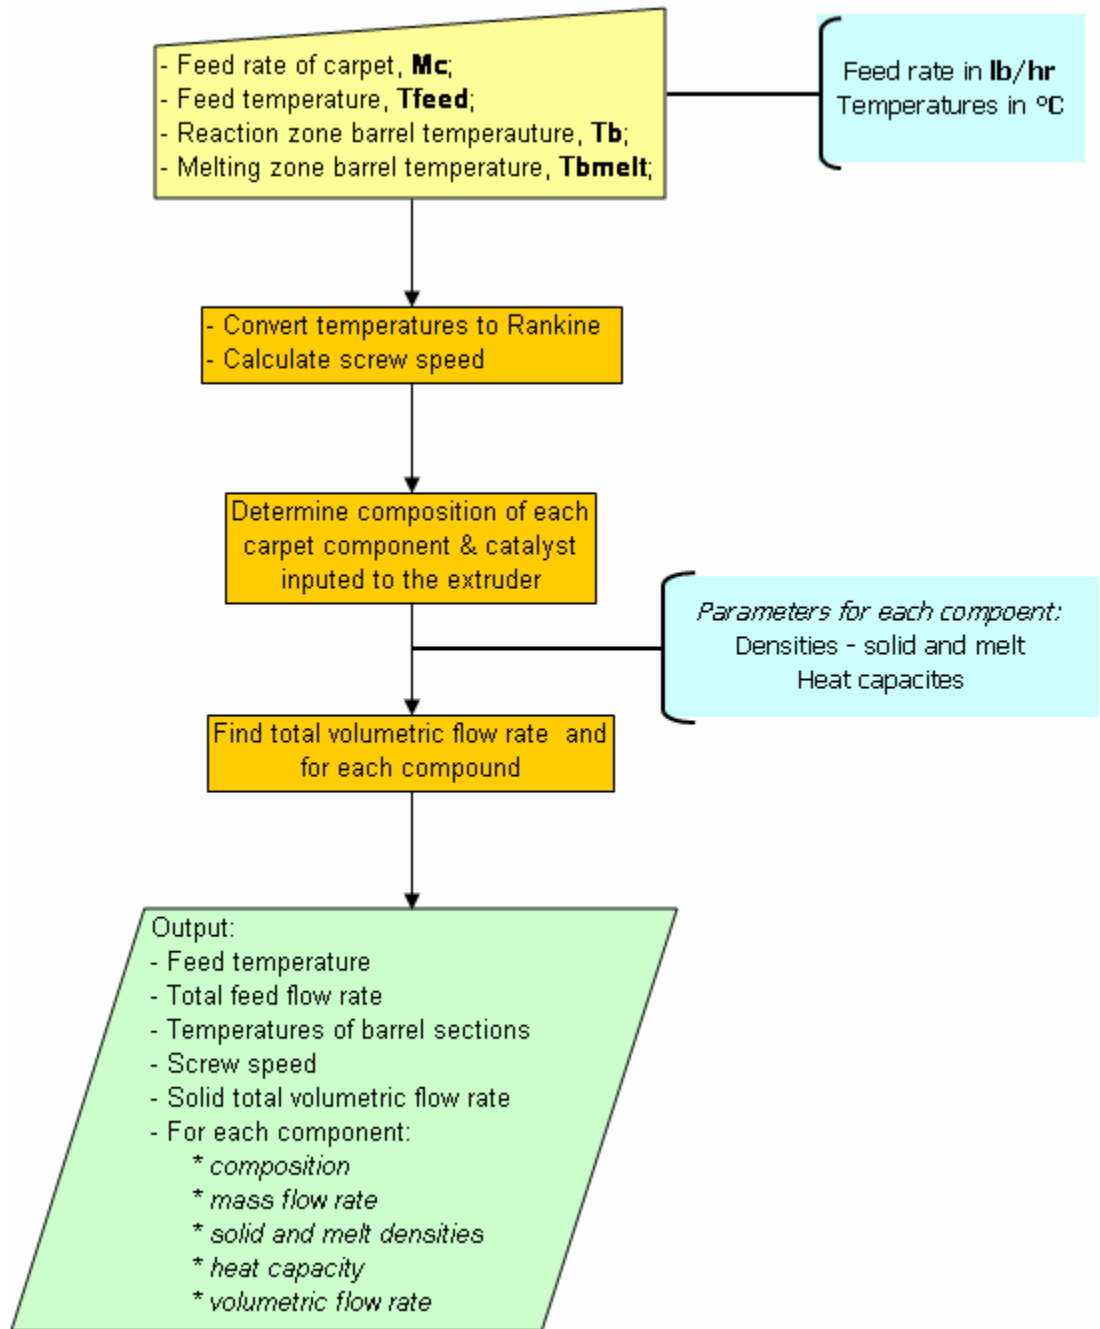 - Feed rate of carpet, Mc;
- Feed temperature, Tfeed;
- Reaction zone barrel temperauture, Tb;
- Melting zone barrel temperature, Tbmelt;
Feed rate in lb/hr
Temperatures in ºC
- Convert temperatures to Rankine
- Calculate screw speed
Determine composition of each
carpet component & catalyst
inputed to the extruder
Parameters for each compoent:
Densities - solid and melt
Heat capacites
Find total volumetric flow rate and
for each compound
Output:
- Feed temperature
- Total feed flow rate
- Temperatures of barrel sections
- Screw speed
- Solid total volumetric flow rate
- For each component:
* composition
* mass flow rate
* solid and melt densities
* heat capacity
* volumetric flow rate